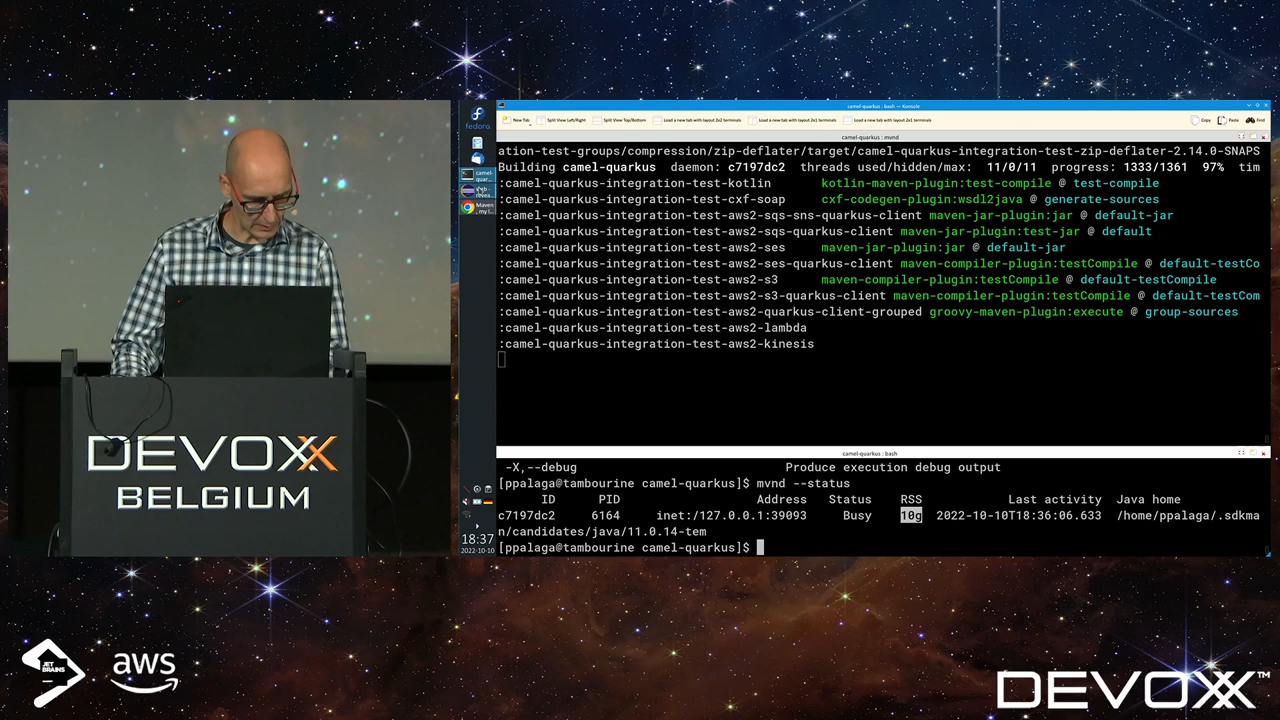 DEVOXX
BELGIUM
JET
BRAINS
aws
DEVOXX™
fedora
camel-
quar...
revea...
Maven
, my l...
18:37
2022-10-10
camel-quarkus : bash — Konsole
New Tab
Split View Left/Right
Split View Top/Bottom
Load a new tab with layout 2x2 terminals
Load a new tab with layout 2x1 terminals
Load a new tab with layout 2x1 terminals
Copy
Paste
Find
camel-quarkus : mvnd
ation-test-groups/compression/zip-deflater/target/camel-quarkus-integration-test-zip-deflater-2.14.0-SNAPS
Building camel-quarkus daemon: c7197dc2 threads used/hidden/max: 11/0/11 progress: 1333/1361 97% tim
:camel-quarkus-integration-test-kotlin kotlin-maven-plugin:test-compile @ test-compile
:camel-quarkus-integration-test-cxf-soap cxf-codegen-plugin:wsdl2java @ generate-sources
:camel-quarkus-integration-test-aws2-sqs-sns-quarkus-client maven-jar-plugin:jar @ default-jar
:camel-quarkus-integration-test-aws2-sqs-quarkus-client maven-jar-plugin:test-jar @ default
:camel-quarkus-integration-test-aws2-ses maven-jar-plugin:jar @ default-jar
:camel-quarkus-integration-test-aws2-ses-quarkus-client maven-compiler-plugin:testCompile @ default-testCo
:camel-quarkus-integration-test-aws2-s3 maven-compiler-plugin:testCompile @ default-testCompile
:camel-quarkus-integration-test-aws2-s3-quarkus-client maven-compiler-plugin:testCompile @ default-testCom
:camel-quarkus-integration-test-aws2-quarkus-client-grouped groovy-maven-plugin:execute @ group-sources
:camel-quarkus-integration-test-aws2-lambda
:camel-quarkus-integration-test-aws2-kinesis
camel-quarkus : bash
-X,--debug Produce execution debug output
[ppalaga@tambourine camel-quarkus]$ mvnd --status
ID PID Address Status RSS Last activity Java home
c7197dc2 6164 inet:/127.0.0.1:39093 Busy 10g 2022-10-10T18:36:06.633 /home/ppalaga/.sdkma
n/candidates/java/11.0.14-tem
[ppalaga@tambourine camel-quarkus]$